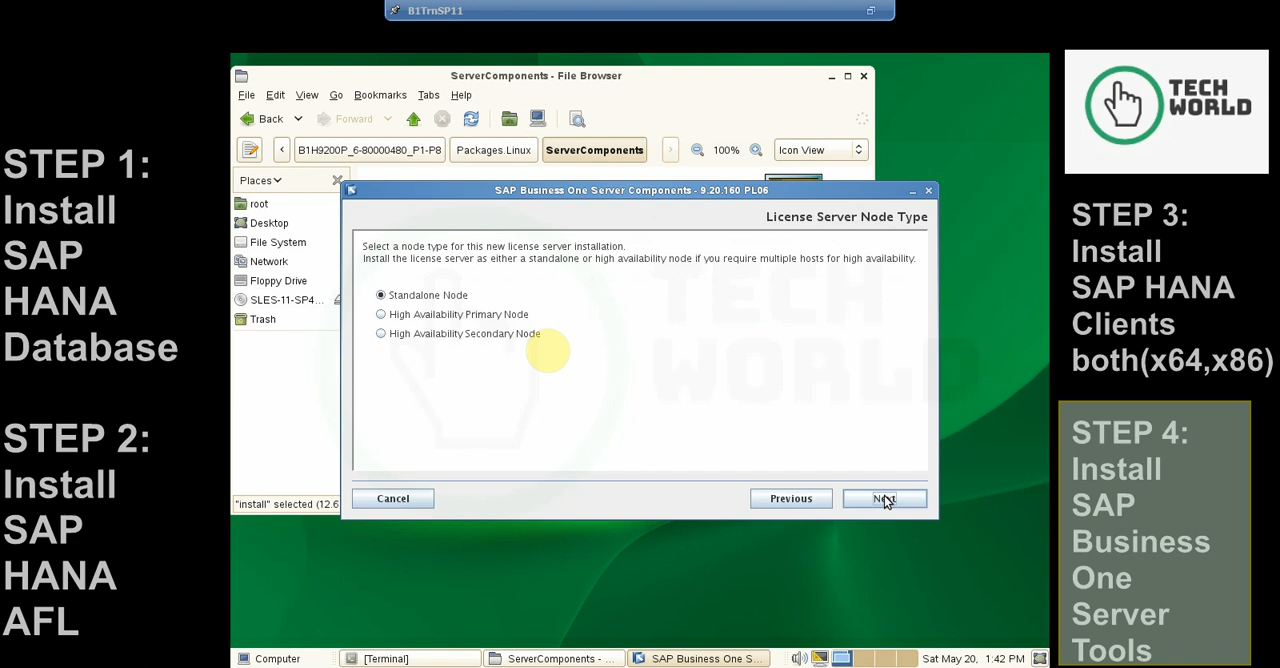 B1TrnSP11
STEP 1:
Install
SAP
HANA
Database
STEP 2:
Install
SAP
HANA
AFL
ServerComponents - File Browser
File Edit View Go Bookmarks Tabs Help
Back Forward
B1H9200P_6-80000480_P1-P8 Packages.Linux ServerComponents 100% Icon View
Places
root
Desktop
File System
Network
Floppy Drive
SLES-11-SP4...
Trash
"install" selected (12.6
SAP Business One Server Components - 9.20.160 PL06
License Server Node Type
Select a node type for this new license server installation.
Install the license server as either a standalone or high availability node if you require multiple hosts for high availability.
Standalone Node
High Availability Primary Node
High Availability Secondary Node
TECH
WORLD
Cancel Previous Next
Computer [Terminal] ServerComponents - ... SAP Business One S... Sat May 20, 1:42 PM
TECH
WORLD
STEP 3:
Install
SAP HANA
Clients
both(x64,x86)
STEP 4:
Install
SAP
Business
One
Server
Tools